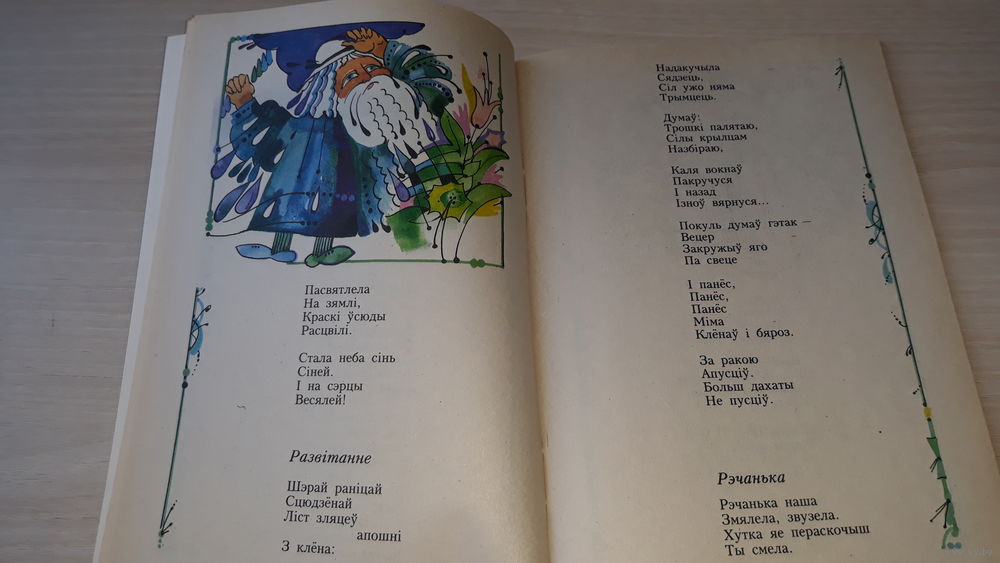 Пасвятлела
На зямлі,
Краскі ўсюды
Расцвілі.
Стала неба сінь
Сіней.
І на сэрцы
Весялей!
Развітанне
Шэрай раніцай
Сцюдзёнай
Ліст зляцеў
апошні
З клёна:
Надакучыла
Сядзець,
Сіл ужо няма
Трымцець.
Думаў:
Трошкі палятаю,
Сілы крылцам
Назбіраю,
Каля вокнаў
Пакручуся
І назад
Ізноў вярнуся...
Покуль думаў гэтак —
Вецер
Закружыў яго
Па свеце
І панёс,
Панёс,
Панёс
Міма
Клёнаў і бяроз.
За ракою
Апусціў.
Больш дахаты
Не пусціў.
Рэчанька
Рэчанька наша
Змялела, звузела.
Хутка яе пераскочыш
Ты смела.